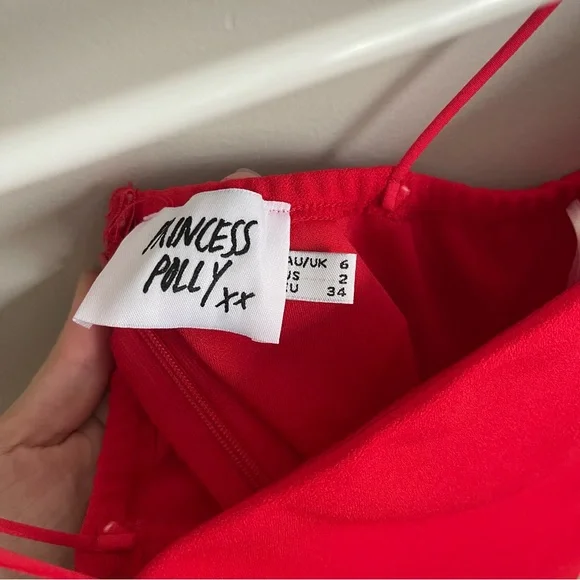 PRINCESS
POLLY xx
AU/UK 6
US 2
EU 34